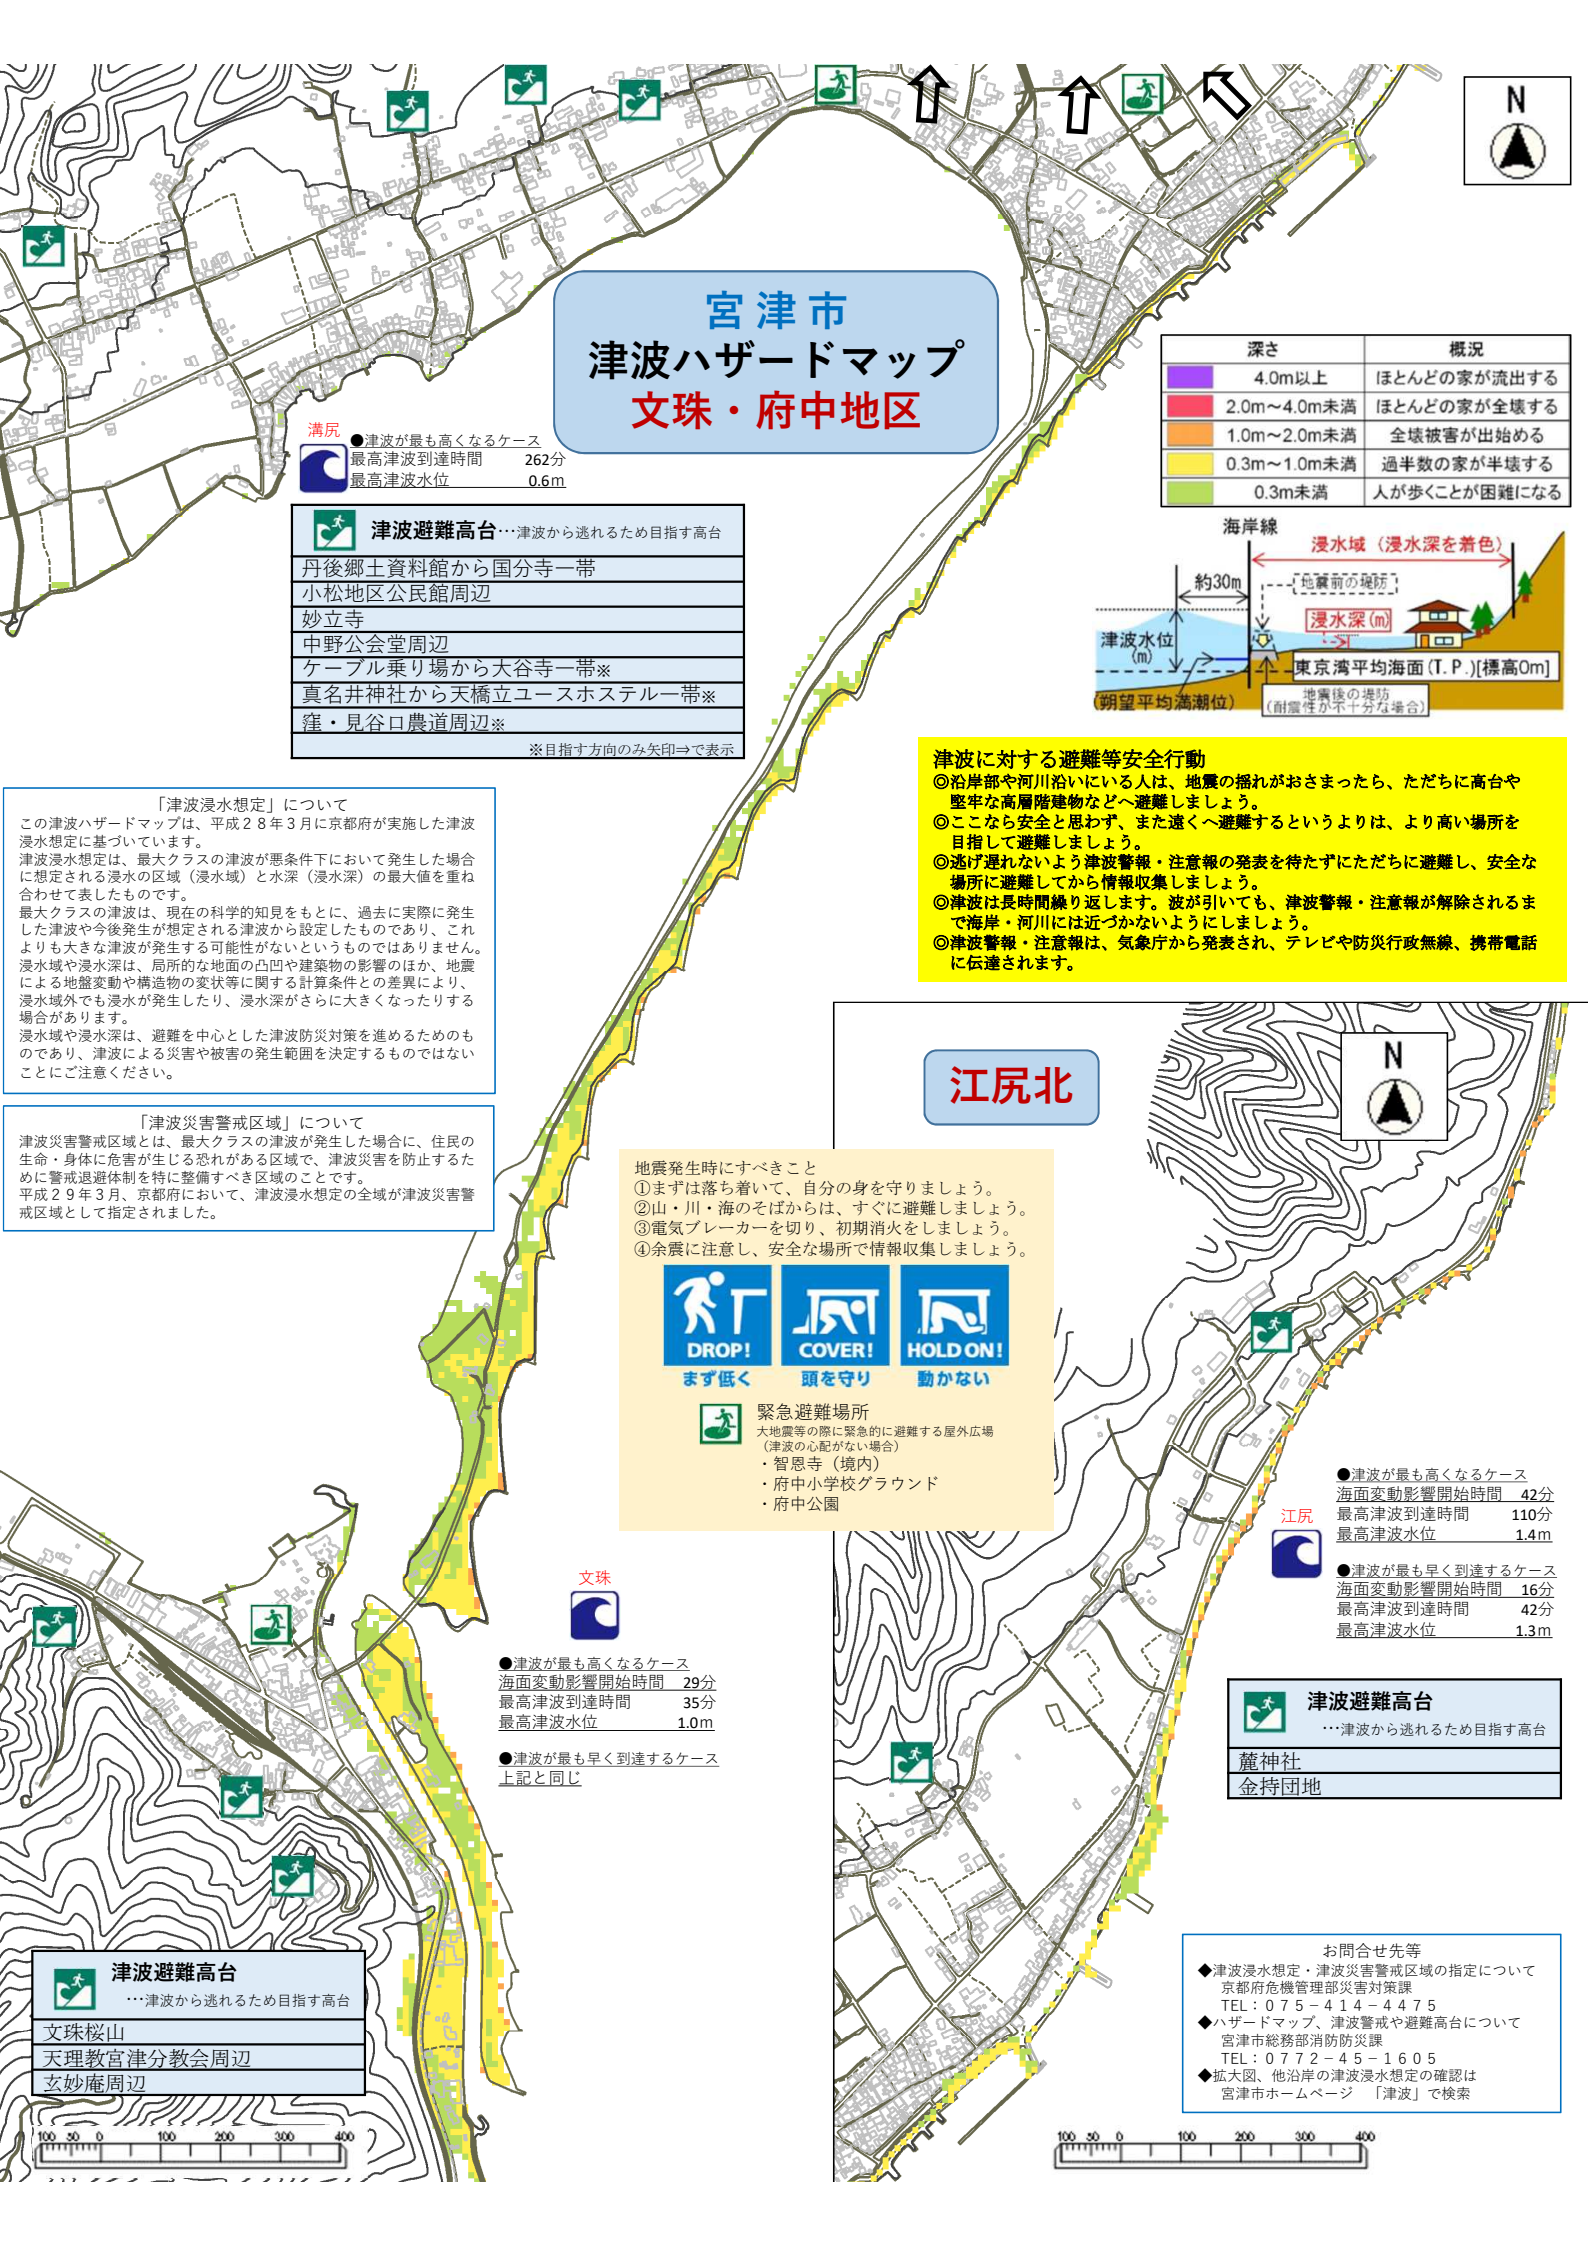 N
宮津市
津波ハザードマップ
文珠・府中地区
深さ 概況
4.0m以上 ほとんどの家が流出する
2.0m～4.0m未満 ほとんどの家が全壊する
1.0m～2.0m未満 全壊被害が出始める
0.3m～1.0m未満 過半数の家が半壊する
0.3m未満 人が歩くことが困難になる
溝尻
●津波が最も高くなるケース
最高津波到達時間 262分
最高津波水位 0.6m
津波避難高台…津波から逃れるため目指す高台
丹後郷土資料館から国分寺一帯
小松地区公民館周辺
妙立寺
中野公会堂周辺
ケーブル乗り場から大谷寺一帯※
真名井神社から天橋立ユースホステル一帯※
窪・見谷口農道周辺※
※目指す方向のみ矢印⇒で表示
海岸線
浸水域（浸水深を着色）
約30m
地震前の堤防
浸水深(m)
津波水位
(m)
東京湾平均海面(T.P.)[標高0m]
(朔望平均満潮位)
地震後の堤防
(耐震性が不十分な場合)
津波に対する避難等安全行動
◎沿岸部や河川沿いにいる人は、地震の揺れがおさまったら、ただちに高台や
堅牢な高層階建物などへ避難しましょう。
◎ここなら安全と思わず、また遠くへ避難するというよりは、より高い場所を
目指して避難しましょう。
◎逃げ遅れないよう津波警報・注意報の発表を待たずにただちに避難し、安全な
場所に避難してから情報収集しましょう。
◎津波は長時間繰り返します。波が引いても、津波警報・注意報が解除されるま
で海岸・河川には近づかないようにしましょう。
◎津波警報・注意報は、気象庁から発表され、テレビや防災行政無線、携帯電話
に伝達されます。
「津波浸水想定」について
この津波ハザードマップは、平成２８年３月に京都府が実施した津波
浸水想定に基づいています。
津波浸水想定は、最大クラスの津波が悪条件下において発生した場合
に想定される浸水の区域（浸水域）と水深（浸水深）の最大値を重ね
合わせて表したものです。
最大クラスの津波は、現在の科学的知見をもとに、過去に実際に発生
した津波や今後発生が想定される津波から設定したものであり、これ
よりも大きな津波が発生する可能性がないというものではありません。
浸水域や浸水深は、局所的な地面の凸凹や建築物の影響のほか、地震
による地盤変動や構造物の変状等に関する計算条件との差異により、
浸水域外でも浸水が発生したり、浸水深がさらに大きくなったりする
場合があります。
浸水域や浸水深は、避難を中心とした津波防災対策を進めるためのも
のであり、津波による災害や被害の発生範囲を決定するものではない
ことにご注意ください。
「津波災害警戒区域」について
津波災害警戒区域とは、最大クラスの津波が発生した場合に、住民の
生命・身体に危害が生じる恐れがある区域で、津波災害を防止するた
めに警戒退避体制を特に整備すべき区域のことです。
平成２９年３月、京都府において、津波浸水想定の全域が津波災害警
戒区域として指定されました。
江尻北
N
地震発生時にすべきこと
①まずは落ち着いて、自分の身を守りましょう。
②山・川・海のそばからは、すぐに避難しましょう。
③電気ブレーカーを切り、初期消火をしましょう。
④余震に注意し、安全な場所で情報収集しましょう。
DROP! COVER! HOLD ON!
まず低く 頭を守り 動かない
緊急避難場所
大地震等の際に緊急的に避難する屋外広場
（津波の心配がない場合）
・智恩寺（境内）
・府中小学校グラウンド
・府中公園
江尻
●津波が最も高くなるケース
海面変動影響開始時間 42分
最高津波到達時間 110分
最高津波水位 1.4m
●津波が最も早く到達するケース
海面変動影響開始時間 16分
最高津波到達時間 42分
最高津波水位 1.3m
文珠
●津波が最も高くなるケース
海面変動影響開始時間 29分
最高津波到達時間 35分
最高津波水位 1.0m
●津波が最も早く到達するケース
上記と同じ
津波避難高台
…津波から逃れるため目指す高台
麓神社
金持団地
津波避難高台
…津波から逃れるため目指す高台
文珠桜山
天理教宮津分教会周辺
玄妙庵周辺
お問合せ先等
◆津波浸水想定・津波災害警戒区域の指定について
京都府危機管理部災害対策課
TEL：０７５－４１４－４４７５
◆ハザードマップ、津波警戒や避難高台について
宮津市総務部消防防災課
TEL：０７７２－４５－１６０５
◆拡大図、他沿岸の津波浸水想定の確認は
宮津市ホームページ 「津波」で検索
100 50 0 100 200 300 400
100 50 0 100 200 300 400